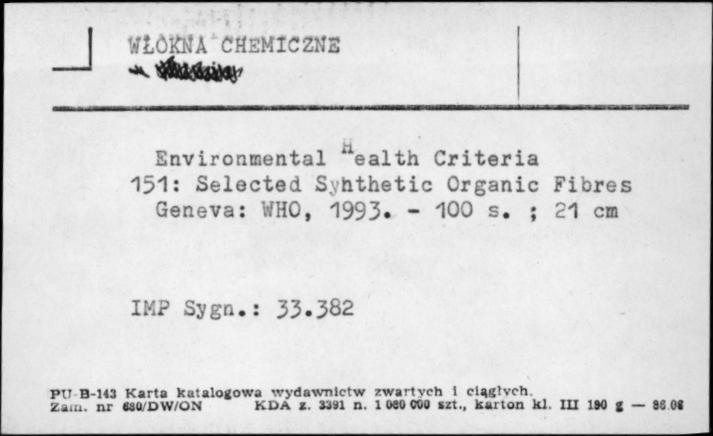 WŁÓKNA CHEMICZNE
Environmental Health Criteria
151: Selected Syhthetic Organic Fibres
Geneva: WHO, 1993. - 100 s. ; 21 cm
IMP Sygn.: 33.382
PU-B-143 Karta katalogowa wydawnictw zwartych i ciągłych.
Zam. nr 680/DW/ON KDA z. 3391 n. 1 080 000 szt., karton kl. III 190 g — 86.06